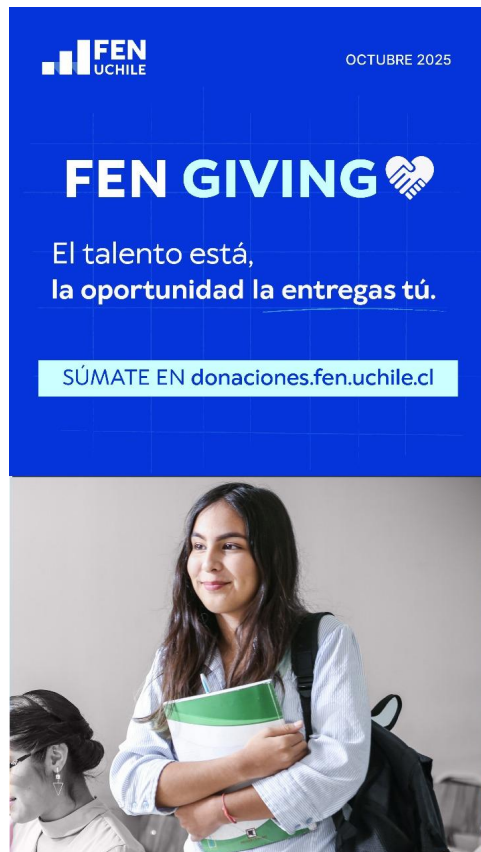 FEN
UCHILE
OCTUBRE 2025
FEN GIVING
El talento está,
la oportunidad la entregas tú.
SÚMATE EN donaciones.fen.uchile.cl